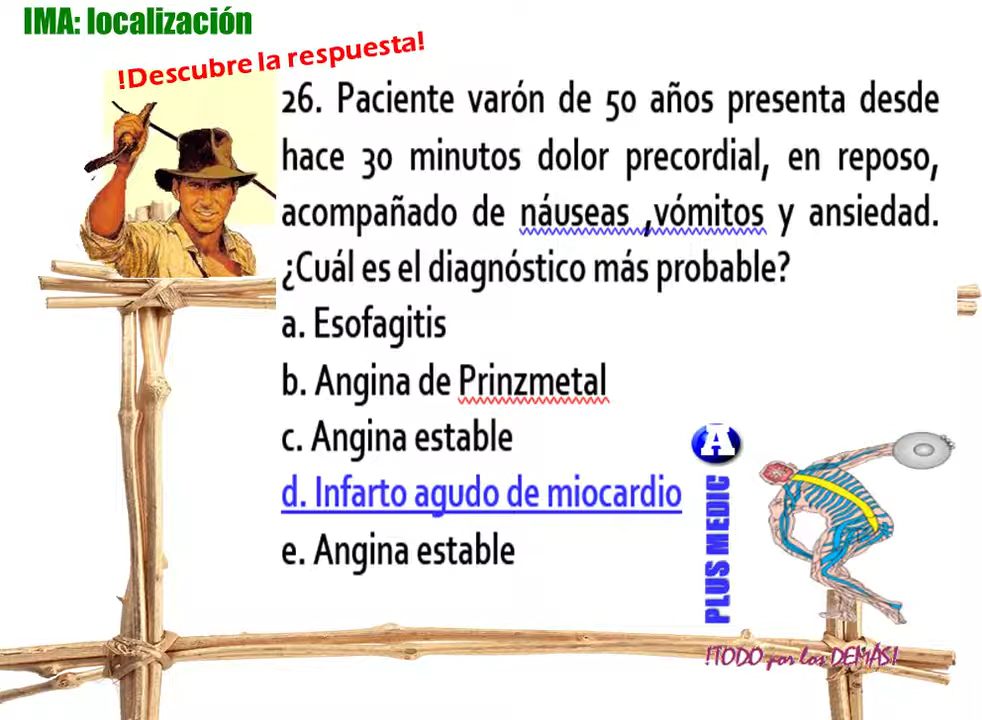 IMA: localización
!Descubre la respuesta!
26. Paciente varón de 50 años presenta desde
hace 30 minutos dolor precordial, en reposo,
acompañado de náuseas ,vómitos y ansiedad.
¿Cuál es el diagnóstico más probable?
a. Esofagitis
b. Angina de Prinzmetal
c. Angina estable
d. Infarto agudo de miocardio
e. Angina estable
A
PLUS MEDIC
!TODO por los DEMÁS!